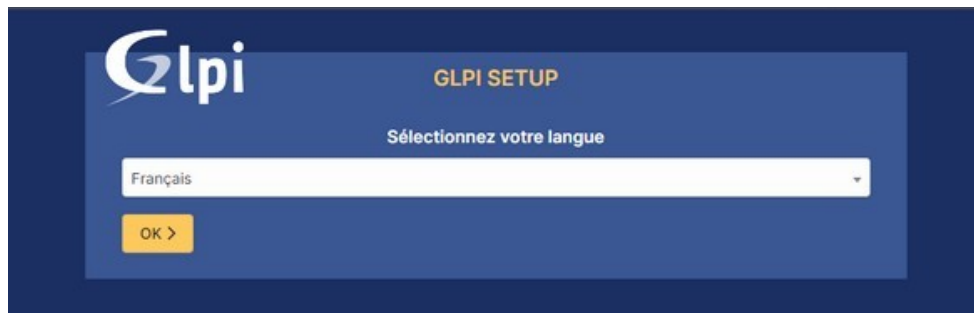 Glpi
GLPI SETUP
Sélectionnez votre langue
Français
OK >